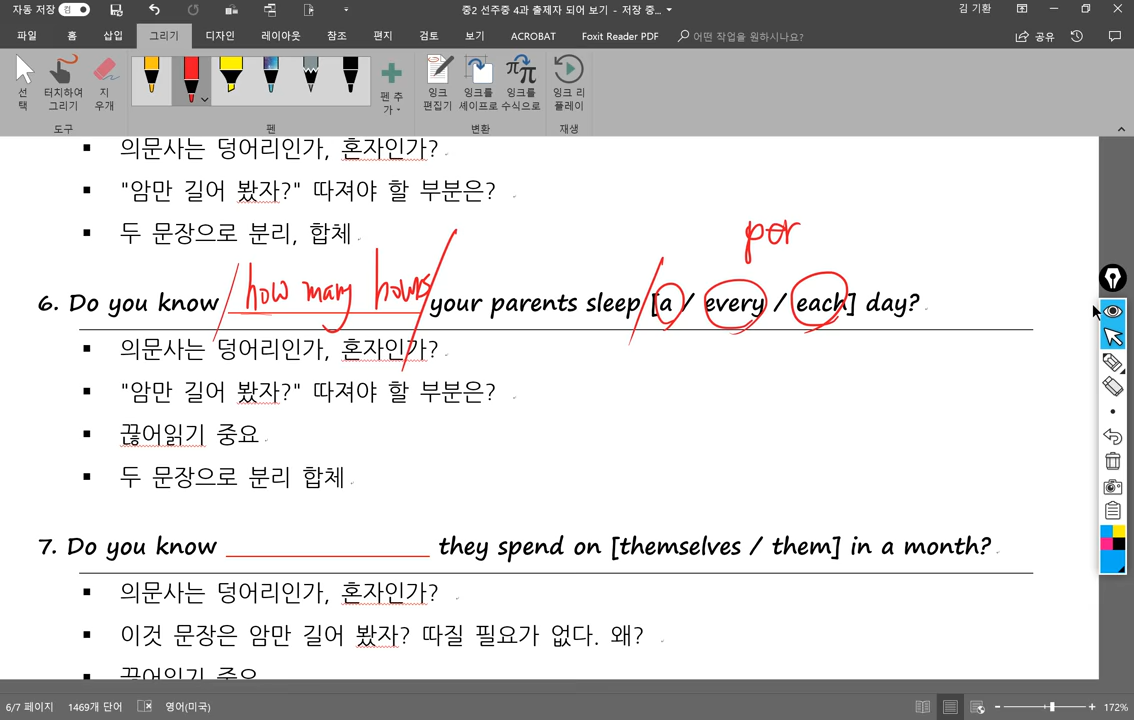 자동 저장 컴 중2 선주중 4과 출제가 되어 보기 - 저장 중... 김 기환
파일 홈 삽입 그리기 디자인 레이아웃 참조 편지 검토 보기 ACROBAT Foxit Reader PDF 어떤 작업을 원하시나요? 공유
선택 터치하여 그리기 지우개 펜 추가 잉크 편집기 잉크를 셰이프로 잉크를 수식으로 잉크 리플레이
도구 펜 변환 재생
▪ 의문사는 덩어리인가, 혼자인가?
▪ "암만 길어 봤자?" 따져야 할 부분은?
▪ 두 문장으로 분리, 합체
per
6. Do you know how many hours your parents sleep [a / every / each] day?
▪ 의문사는 덩어리인가, 혼자인가?
▪ "암만 길어 봤자?" 따져야 할 부분은?
▪ 끊어읽기 중요
▪ 두 문장으로 분리 합체
7. Do you know ____________ they spend on [themselves / them] in a month?
▪ 의문사는 덩어리인가, 혼자인가?
▪ 이것 문장은 암만 길어 봤자? 따질 필요가 없다. 왜?
▪ 끊어읽기 중요
6/7 페이지 1469개 단어 영어(미국) 172%